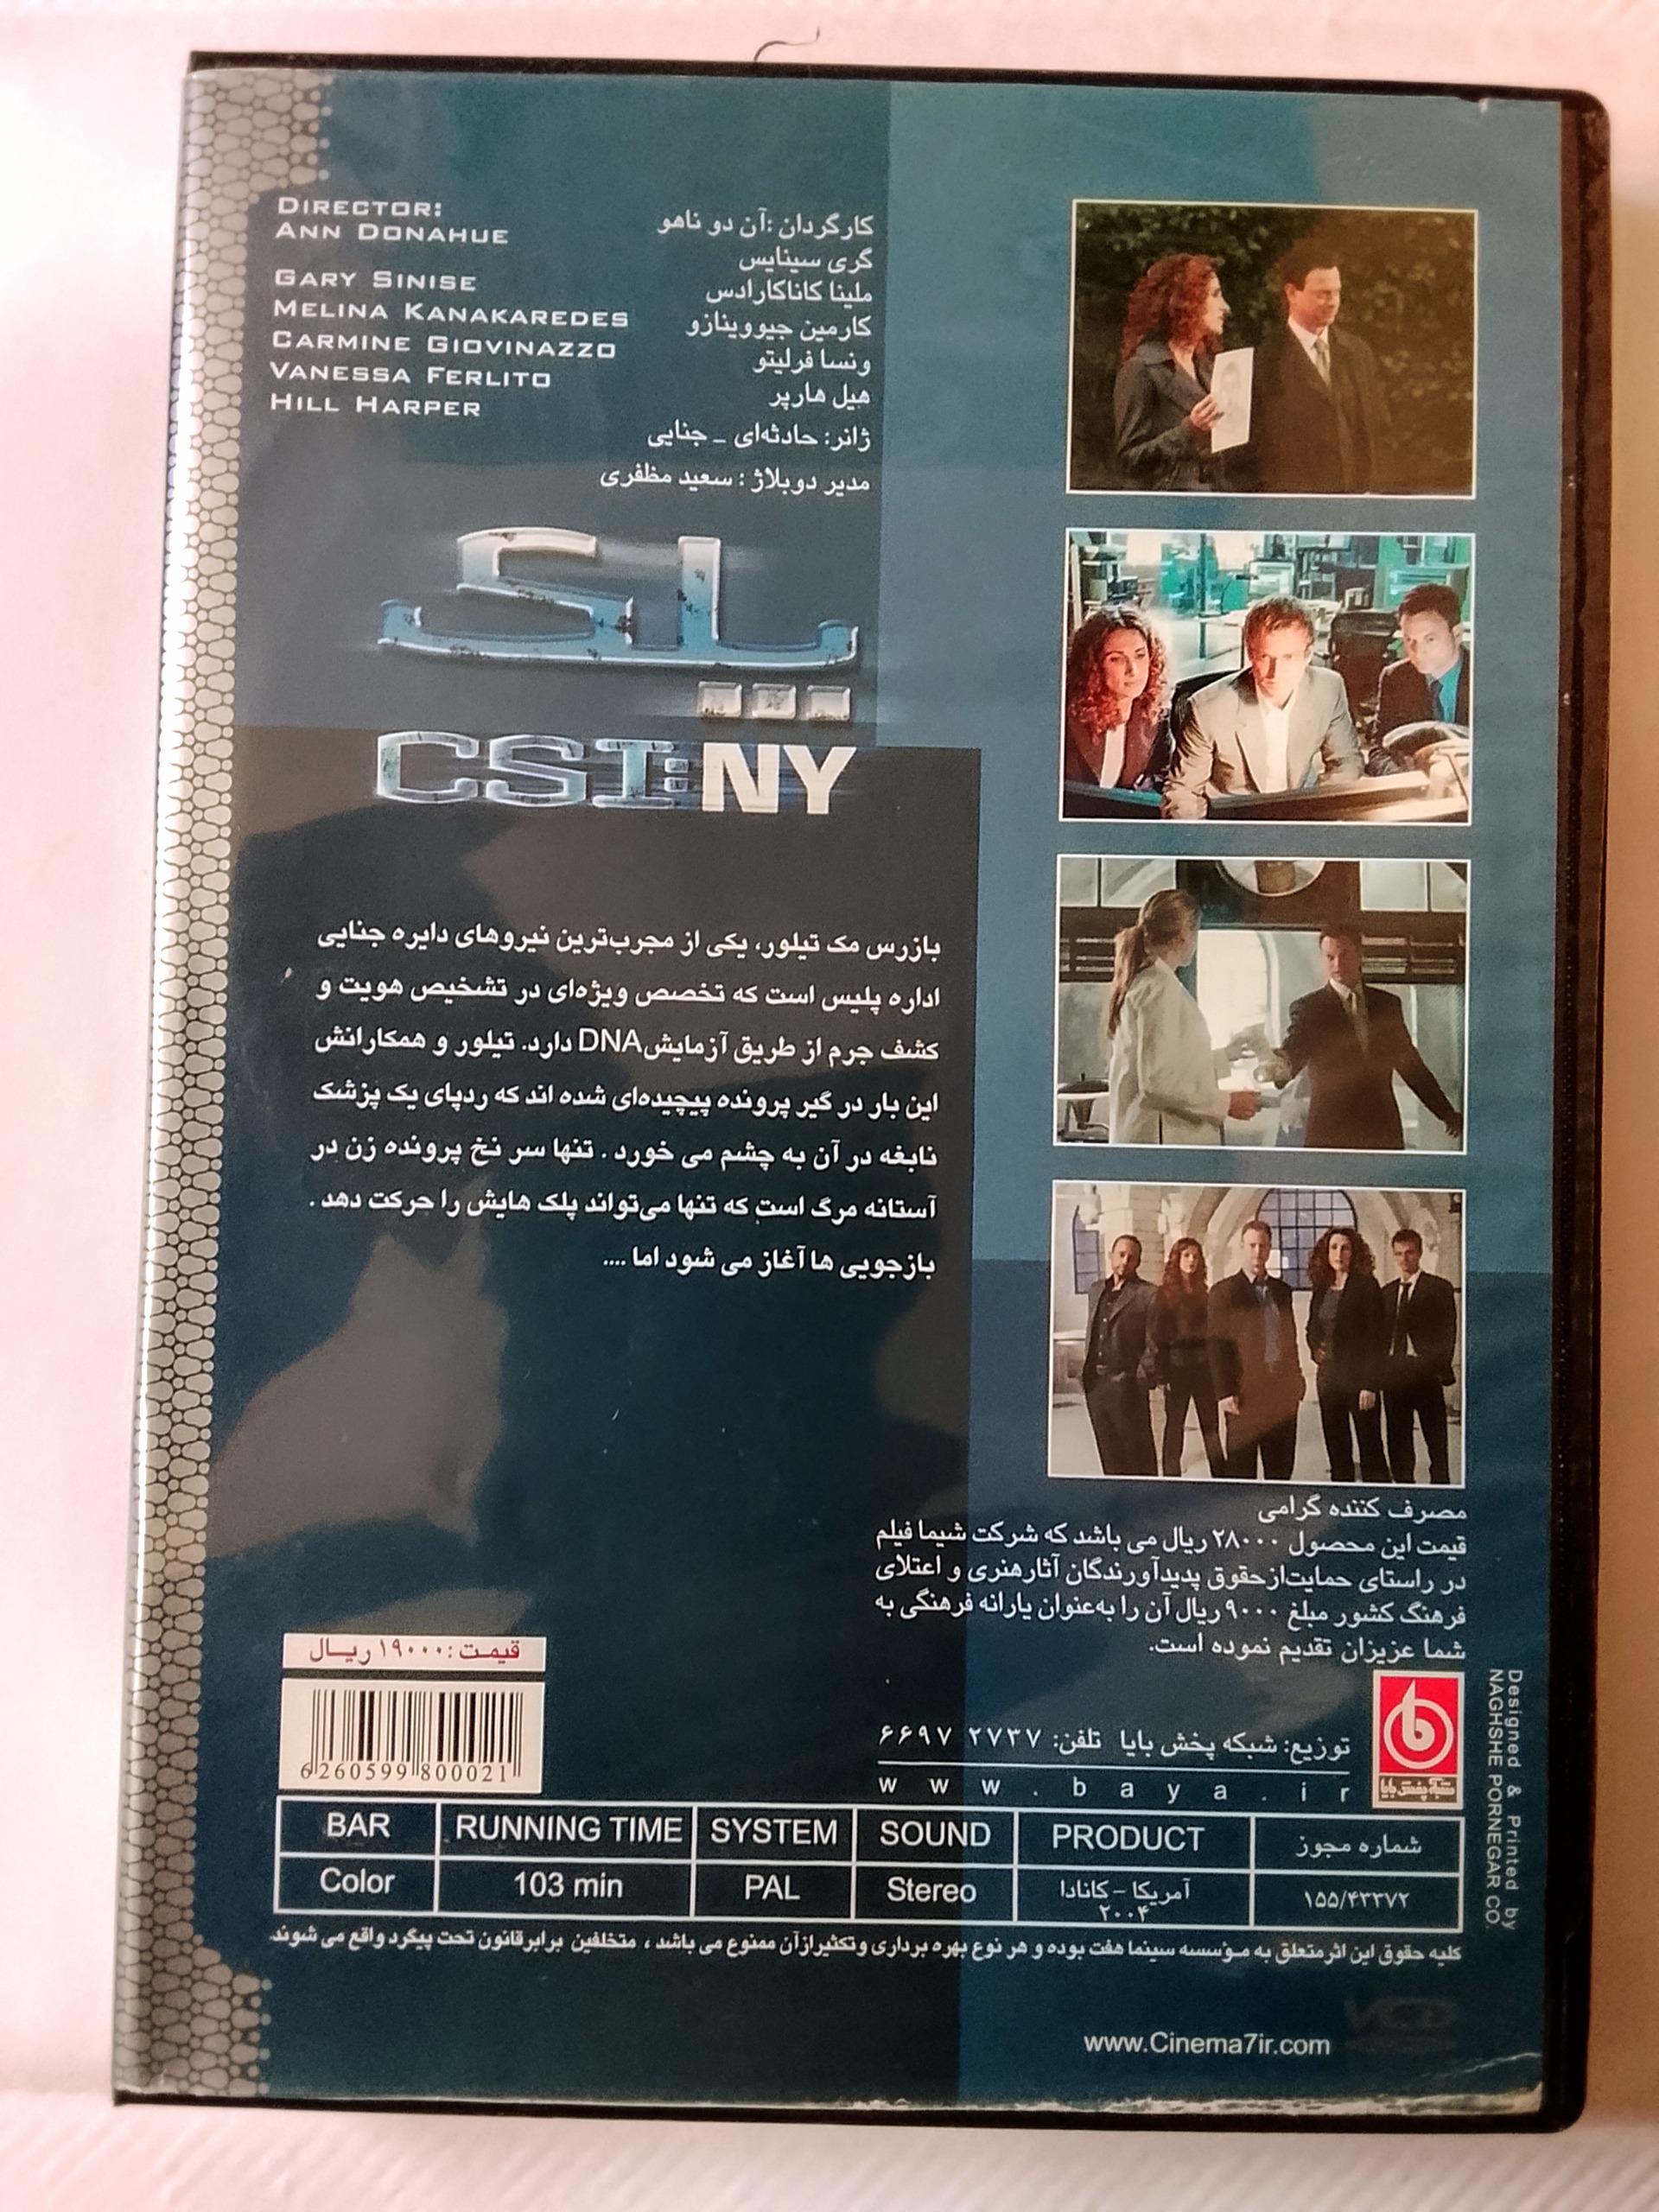 DIRECTOR:
ANN DONAHUE
GARY SINISE
MELINA KANAKAREDES
CARMINE GIOVINAZZO
VANESSA FERLITO
HILL HARPER
کارگردان :آن دو ناهو
گری سینایس
ملینا کاناکارادس
کارمین جیووینازو
ونسا فرلیتو
هیل هارپر
ژانر: حادثه‌ای - جنایی
مدیر دوبلاژ : سعید مظفری
CSI:NY
بازرس مک تیلور، یکی از مجرب‌ترین نیروهای دایره جنایی
اداره پلیس است که تخصص ویژه‌ای در تشخیص هویت و
کشف جرم از طریق آزمایش DNA دارد. تیلور و همکارانش
این بار در گیر پرونده پیچیده‌ای شده اند که ردپای یک پزشک
نابغه در آن به چشم می خورد . تنها سر نخ پرونده زن در
آستانه مرگ است که تنها می‌تواند پلک هایش را حرکت دهد .
بازجویی ها آغاز می شود اما ....
مصرف کننده گرامی
قیمت این محصول ۲۸۰۰۰ ریال می باشد که شرکت شیما فیلم
در راستای حمایت‌ازحقوق پدیدآورندگان آثارهنری و اعتلای
فرهنگ کشور مبلغ ۹۰۰۰ ریال آن را به‌عنوان یارانه فرهنگی به
شما عزیزان تقدیم نموده است.
قیمت :۱۹۰۰۰ ریـال
6 260599 800021
توزیع: شبکه پخش بایا تلفن: ۲۷۳۷ ۶۶۹۷
www.baya.ir
شبکه پخش بایا
Designed & Printed by
NAGHSHE PORNEGAR CO.
BAR RUNNING TIME SYSTEM SOUND PRODUCT شماره مجوز
Color 103 min PAL Stereo آمریکا - کانادا ۱۵۵/۴۳۳۷۲
۲۰۰۴
کلیه حقوق این اثرمتعلق به مـؤسسه سینما هفت بوده و هر نوع بهره برداری وتکثیرازآن ممنوع می باشد ، متخلفین برابرقانون تحت پیگرد واقع می شوند.
VCD
www.Cinema7ir.com